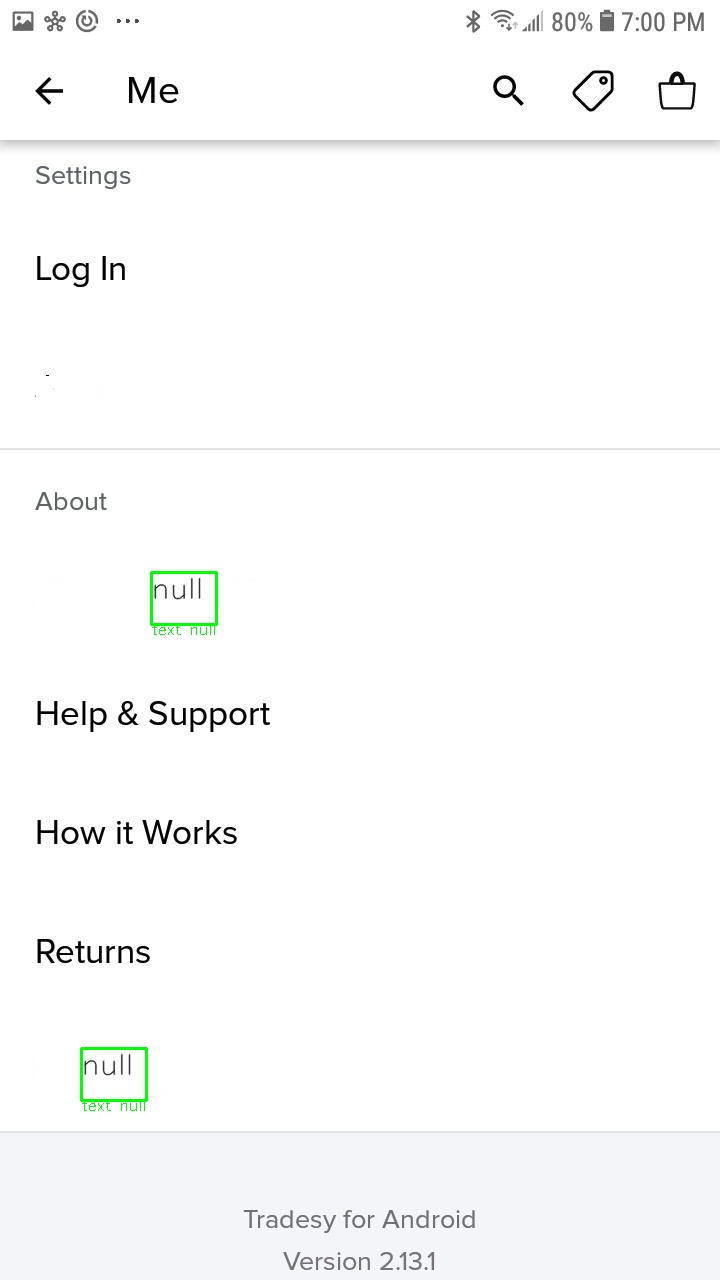 80% 7:00 PM
Me
Settings
Log In
About
null
text null
Help & Support
How it Works
Returns
null
text null
Tradesy for Android
Version 2.13.1